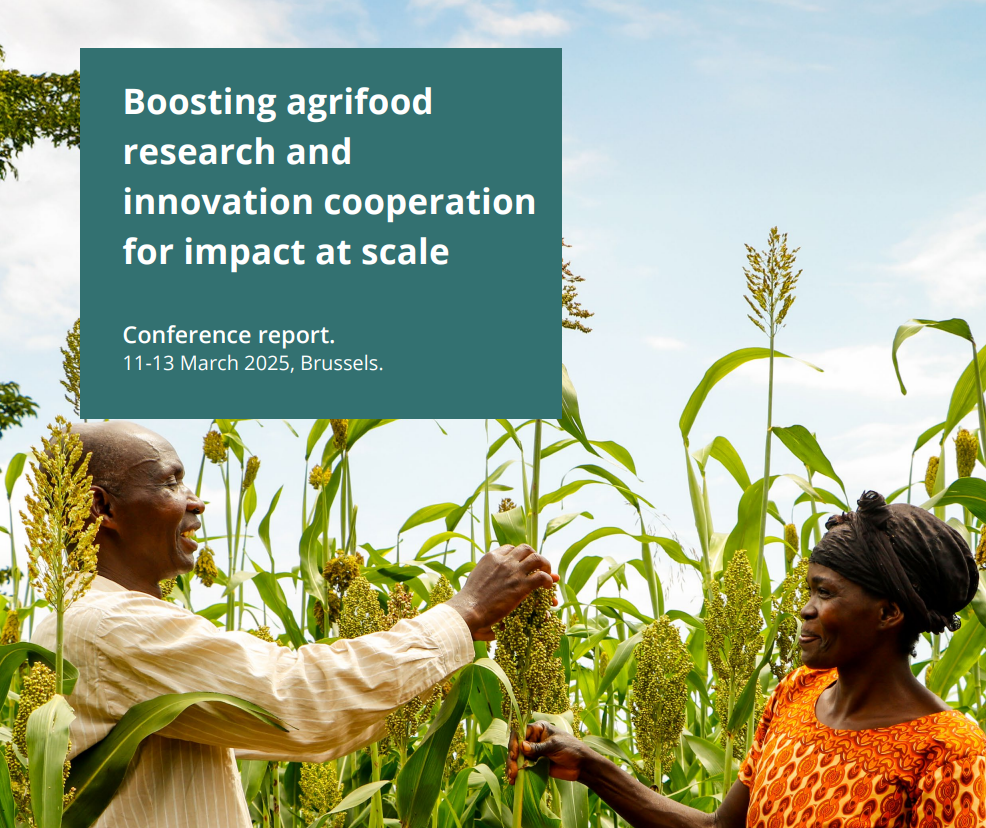 Boosting agrifood
research and
innovation cooperation
for impact at scale
Conference report.
11-13 March 2025, Brussels.